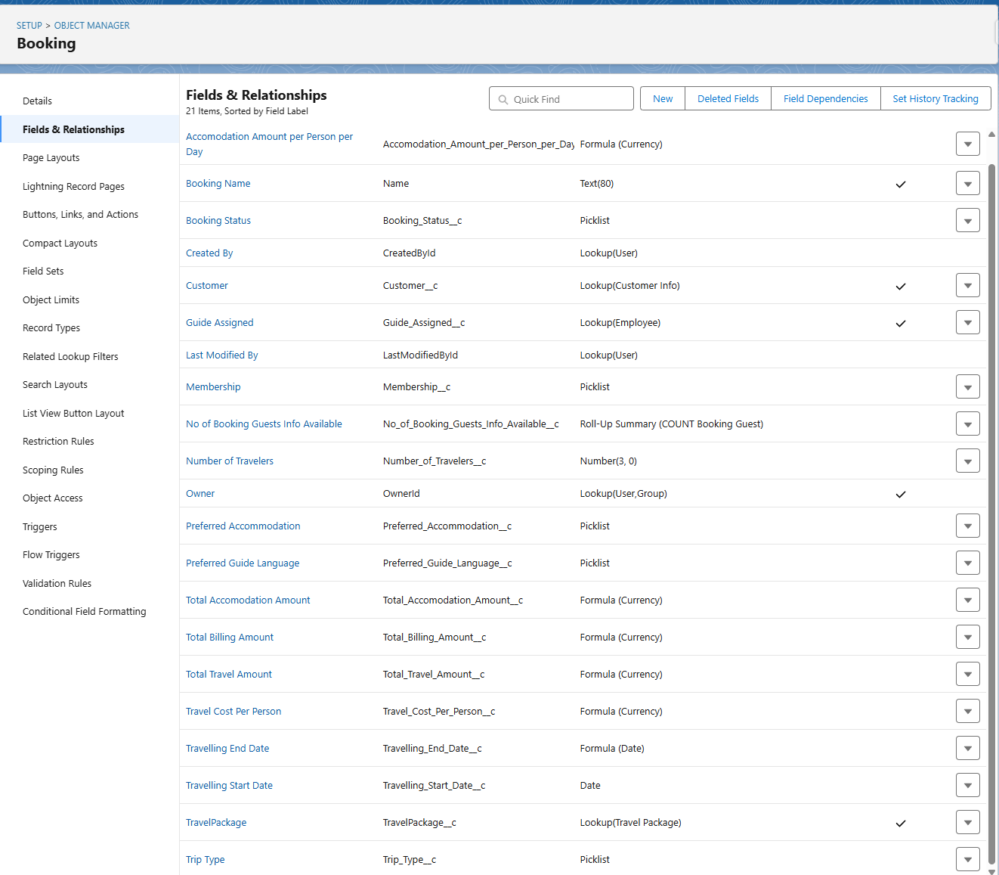 SETUP > OBJECT MANAGER
Booking
Details
Fields & Relationships
Page Layouts
Lightning Record Pages
Buttons, Links, and Actions
Compact Layouts
Field Sets
Object Limits
Record Types
Related Lookup Filters
Search Layouts
List View Button Layout
Restriction Rules
Scoping Rules
Object Access
Triggers
Flow Triggers
Validation Rules
Conditional Field Formatting
Fields & Relationships
21 Items, Sorted by Field Label
Quick Find
New Deleted Fields Field Dependencies Set History Tracking
Accomodation Amount per Person per
Day Accomodation_Amount_per_Person_per_Day Formula (Currency)
Booking Name Name Text(80)
Booking Status Booking_Status__c Picklist
Created By CreatedById Lookup(User)
Customer Customer__c Lookup(Customer Info)
Guide Assigned Guide_Assigned__c Lookup(Employee)
Last Modified By LastModifiedById Lookup(User)
Membership Membership__c Picklist
No of Booking Guests Info Available No_of_Booking_Guests_Info_Available__c Roll-Up Summary (COUNT Booking Guest)
Number of Travelers Number_of_Travelers__c Number(3, 0)
Owner OwnerId Lookup(User,Group)
Preferred Accommodation Preferred_Accommodation__c Picklist
Preferred Guide Language Preferred_Guide_Language__c Picklist
Total Accomodation Amount Total_Accomodation_Amount__c Formula (Currency)
Total Billing Amount Total_Billing_Amount__c Formula (Currency)
Total Travel Amount Total_Travel_Amount__c Formula (Currency)
Travel Cost Per Person Travel_Cost_Per_Person__c Formula (Currency)
Travelling End Date Travelling_End_Date__c Formula (Date)
Travelling Start Date Travelling_Start_Date__c Date
TravelPackage TravelPackage__c Lookup(Travel Package)
Trip Type Trip_Type__c Picklist